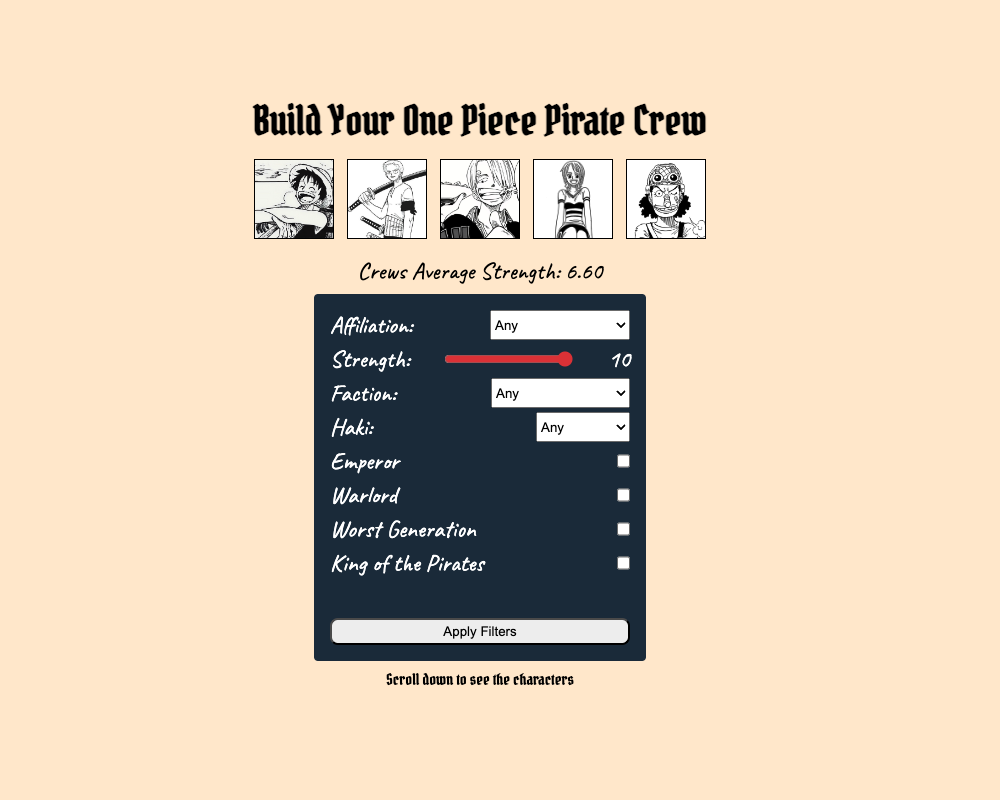 Build Your One Piece Pirate Crew
Crews Average Strength: 6.60
Affiliation: Any
Strength: 10
Faction: Any
Haki: Any
Emperor
Warlord
Worst Generation
King of the Pirates
Apply Filters
Scroll down to see the characters